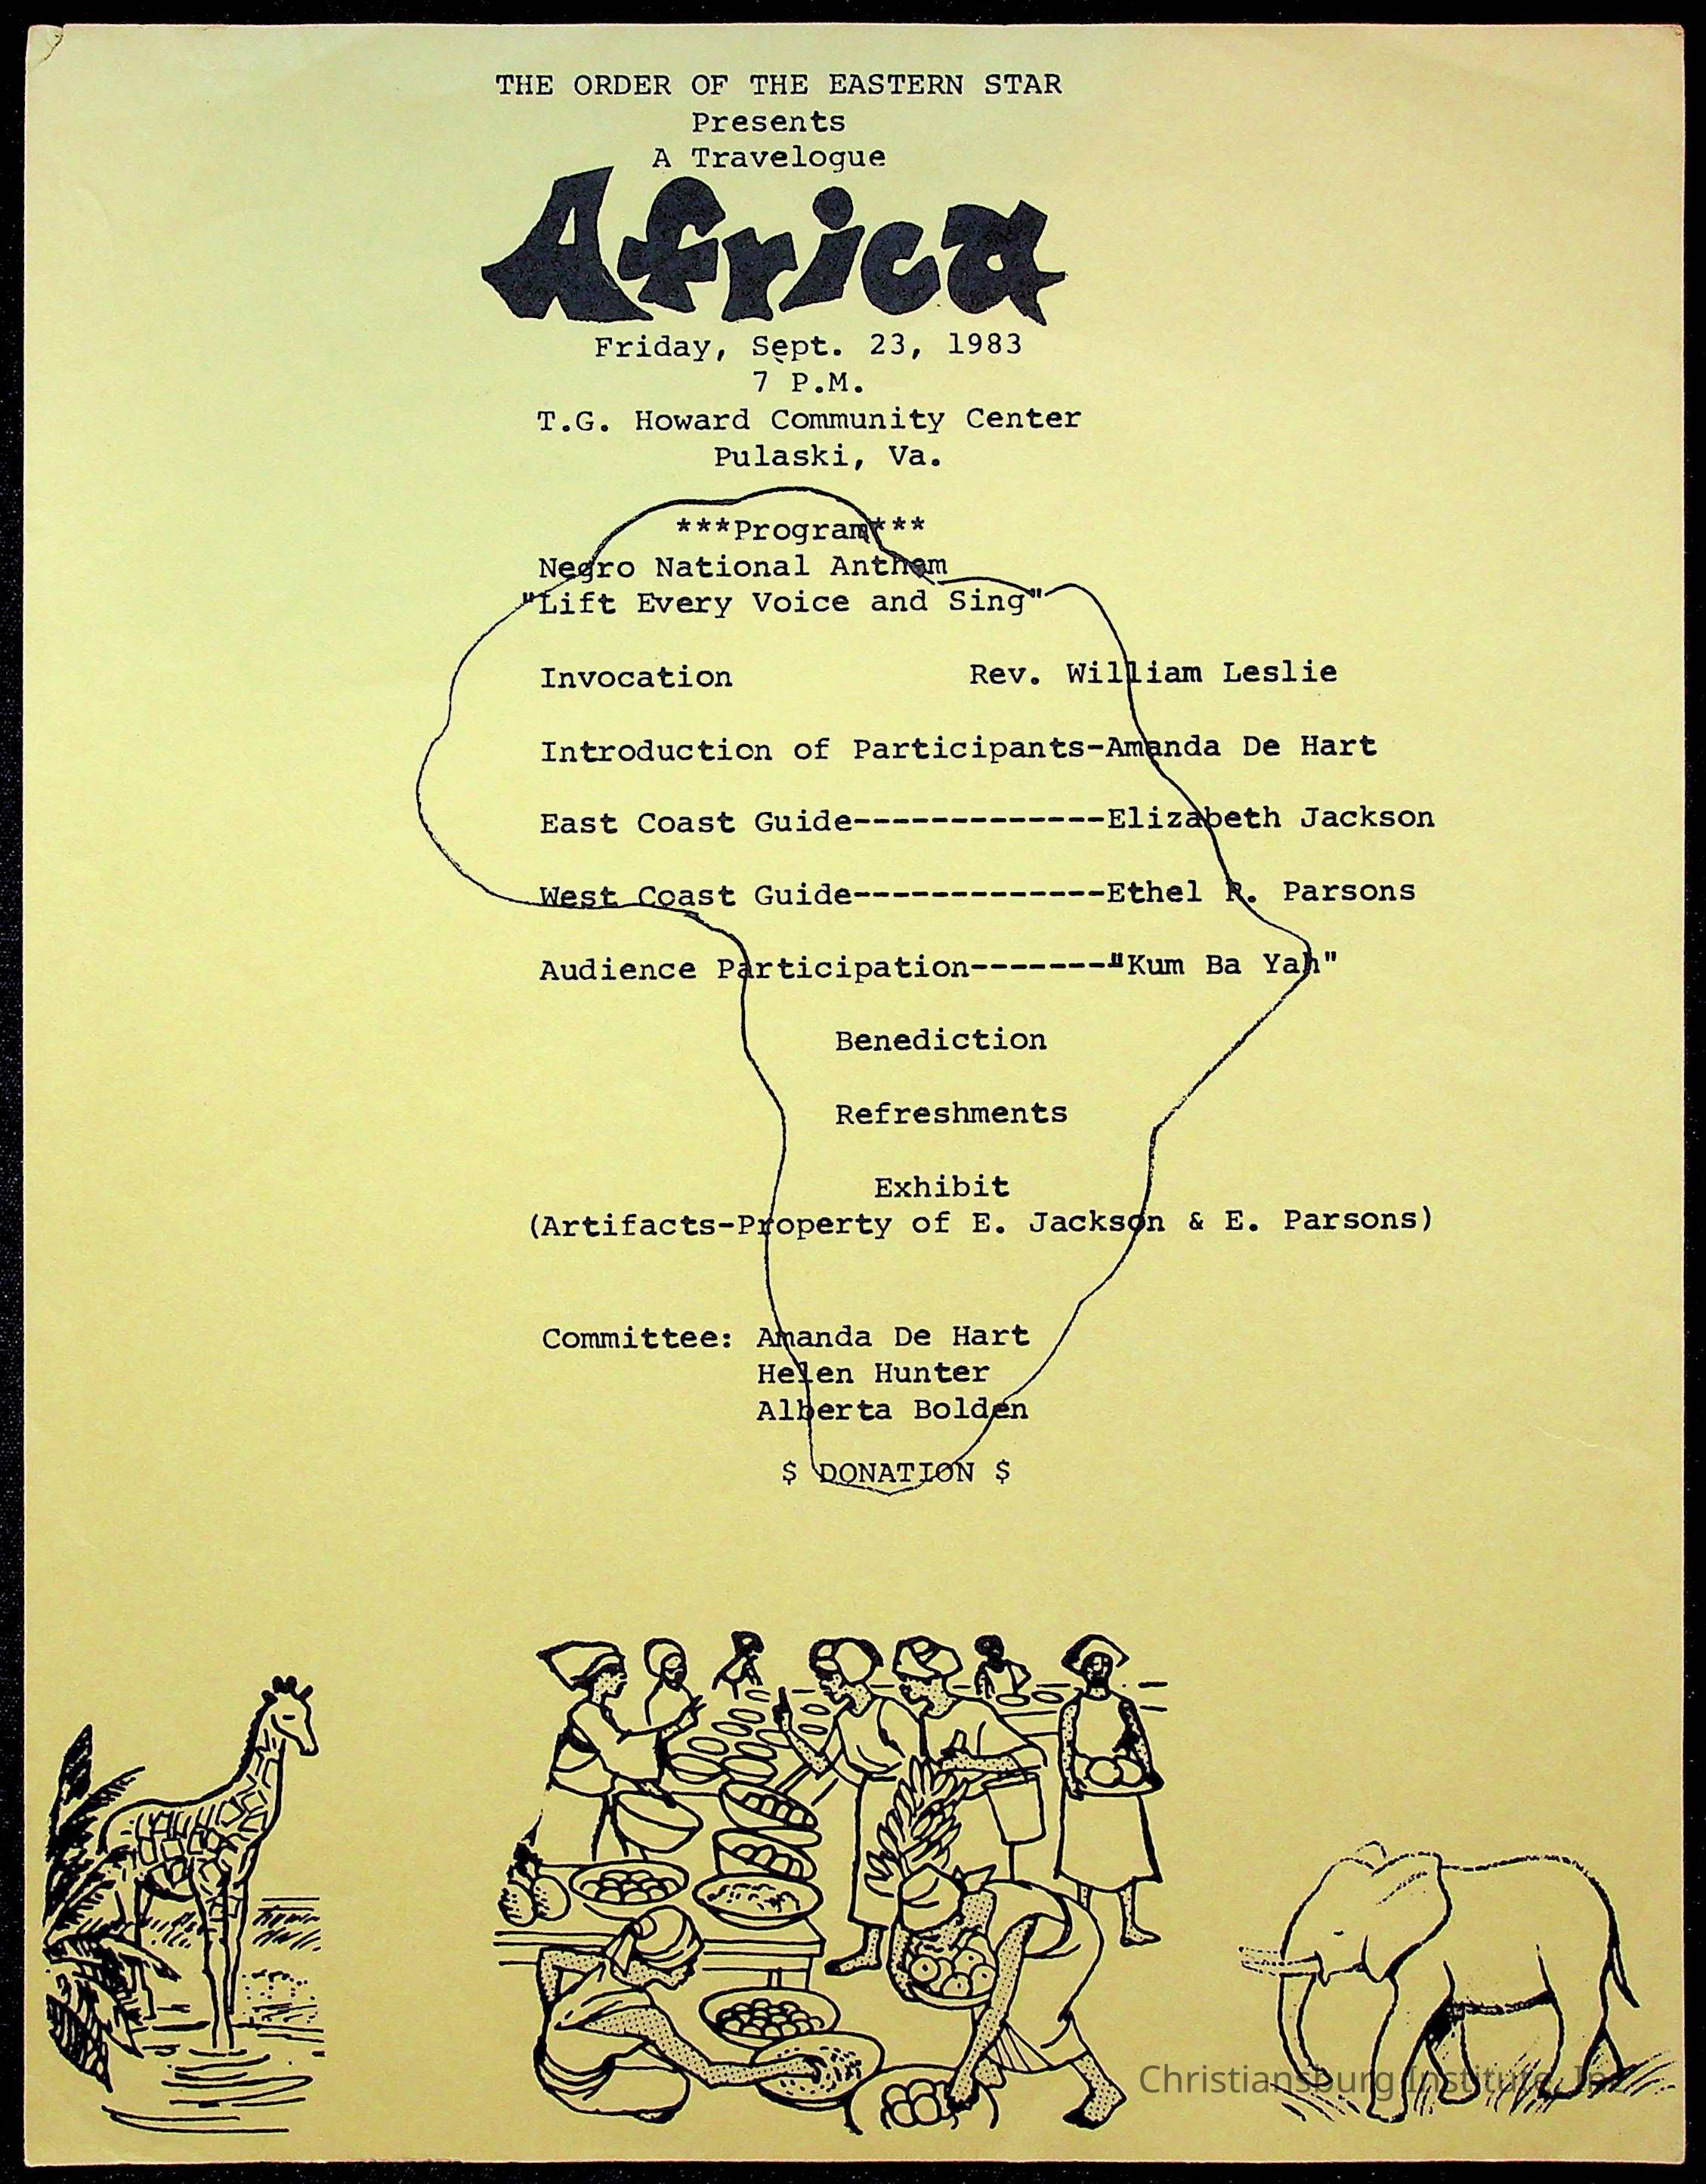 THE ORDER OF THE EASTERN STAR
Presents
A Travelogue
Africa
Friday, Sept. 23, 1983
7 P.M.
T.G. Howard Community Center
Pulaski, Va.
***Program***
Negro National Anthem
"Lift Every Voice and Sing"
Invocation Rev. William Leslie
Introduction of Participants-Amanda De Hart
East Coast Guide-------------Elizabeth Jackson
West Coast Guide-------------Ethel R. Parsons
Audience Participation-------"Kum Ba Yah"
Benediction
Refreshments
Exhibit
(Artifacts-Property of E. Jackson & E. Parsons)
Committee: Amanda De Hart
Helen Hunter
Alberta Bolden
$ DONATION $
Christiansburg Institute, Inc